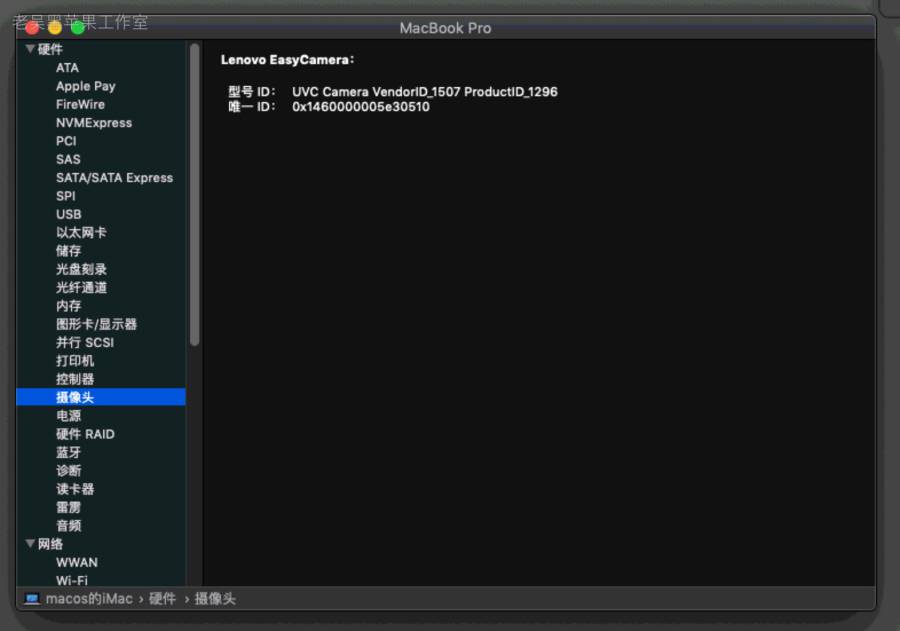 老吴黑苹果工作室
MacBook Pro
硬件
ATA
Apple Pay
FireWire
NVMExpress
PCI
SAS
SATA/SATA Express
SPI
USB
以太网卡
储存
光盘刻录
光纤通道
内存
图形卡/显示器
并行 SCSI
打印机
控制器
摄像头
电源
硬件 RAID
蓝牙
诊断
读卡器
雷雳
音频
网络
WWAN
Wi-Fi
Lenovo EasyCamera:
型号 ID: UVC Camera VendorID_1507 ProductID_1296
唯一 ID: 0x1460000005e30510
macos的iMac › 硬件 › 摄像头